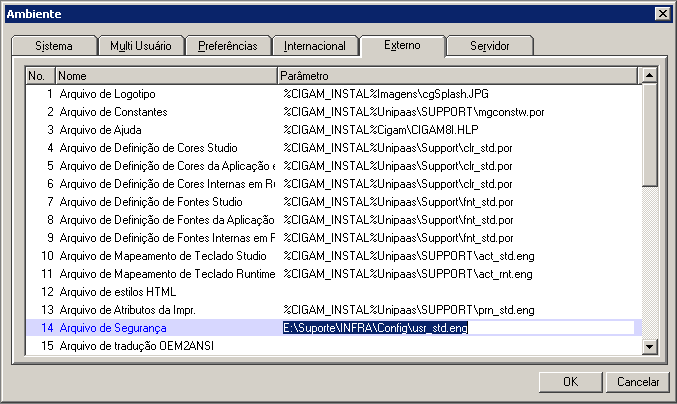 Ambiente
Sistema Multi Usuário Preferências Internacional Externo Servidor
No. Nome Parâmetro
1 Arquivo de Logotipo %CIGAM_INSTAL%Imagens\cgSplash.JPG
2 Arquivo de Constantes %CIGAM_INSTAL%Unipaas\SUPPORT\mgconstw.por
3 Arquivo de Ajuda %CIGAM_INSTAL%Cigam\CIGAM8I.HLP
4 Arquivo de Definição de Cores Studio %CIGAM_INSTAL%Unipaas\Support\clr_std.por
5 Arquivo de Definição de Cores da Aplicação e %CIGAM_INSTAL%Unipaas\Support\clr_std.por
6 Arquivo de Definição de Cores Internas em Ru %CIGAM_INSTAL%Unipaas\Support\clr_std.por
7 Arquivo de Definição de Fontes Studio %CIGAM_INSTAL%Unipaas\Support\fnt_std.por
8 Arquivo de Definição de Fontes da Aplicação %CIGAM_INSTAL%Unipaas\Support\fnt_std.por
9 Arquivo de Definição de Fontes Internas em F %CIGAM_INSTAL%Unipaas\Support\fnt_std.por
10 Arquivo de Mapeamento de Teclado Studio %CIGAM_INSTAL%Unipaas\SUPPORT\act_std.eng
11 Arquivo de Mapeamento de Teclado Runtime %CIGAM_INSTAL%Unipaas\SUPPORT\act_rnt.eng
12 Arquivo de estilos HTML
13 Arquivo de Atributos da Impr. %CIGAM_INSTAL%Unipaas\SUPPORT\prn_std.eng
14 Arquivo de Segurança E:\Suporte\INFRA\Config\usr_std.eng
15 Arquivo de tradução OEM2ANSI
OK Cancelar